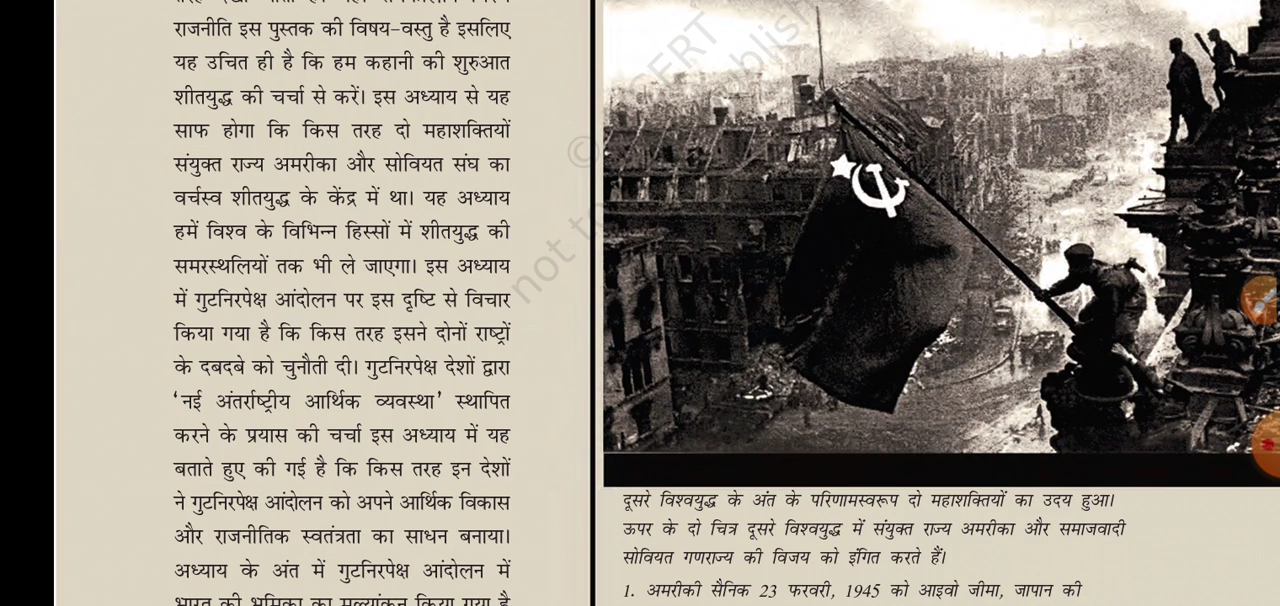 राजनीति इस पुस्तक की विषय-वस्तु है इसलिए
यह उचित ही है कि हम कहानी की शुरुआत
शीतयुद्ध की चर्चा से करें। इस अध्याय से यह
साफ होगा कि किस तरह दो महाशक्तियों
संयुक्त राज्य अमरीका और सोवियत संघ का
वर्चस्व शीतयुद्ध के केंद्र में था। यह अध्याय
हमें विश्व के विभिन्न हिस्सों में शीतयुद्ध की
समरस्थलियों तक भी ले जाएगा। इस अध्याय
में गुटनिरपेक्ष आंदोलन पर इस दृष्टि से विचार
किया गया है कि किस तरह इसने दोनों राष्ट्रों
के दबदबे को चुनौती दी। गुटनिरपेक्ष देशों द्वारा
‘नई अंतर्राष्ट्रीय आर्थिक व्यवस्था’ स्थापित
करने के प्रयास की चर्चा इस अध्याय में यह
बताते हुए की गई है कि किस तरह इन देशों
ने गुटनिरपेक्ष आंदोलन को अपने आर्थिक विकास
और राजनीतिक स्वतंत्रता का साधन बनाया।
अध्याय के अंत में गुटनिरपेक्ष आंदोलन में
भारत की भूमिका का मूल्यांकन किया गया है
दूसरे विश्वयुद्ध के अंत के परिणामस्वरूप दो महाशक्तियों का उदय हुआ।
ऊपर के दो चित्र दूसरे विश्वयुद्ध में संयुक्त राज्य अमरीका और समाजवादी
सोवियत गणराज्य की विजय को इंगित करते हैं।
1. अमरीकी सैनिक 23 फरवरी, 1945 को आइवो जीमा, जापान की